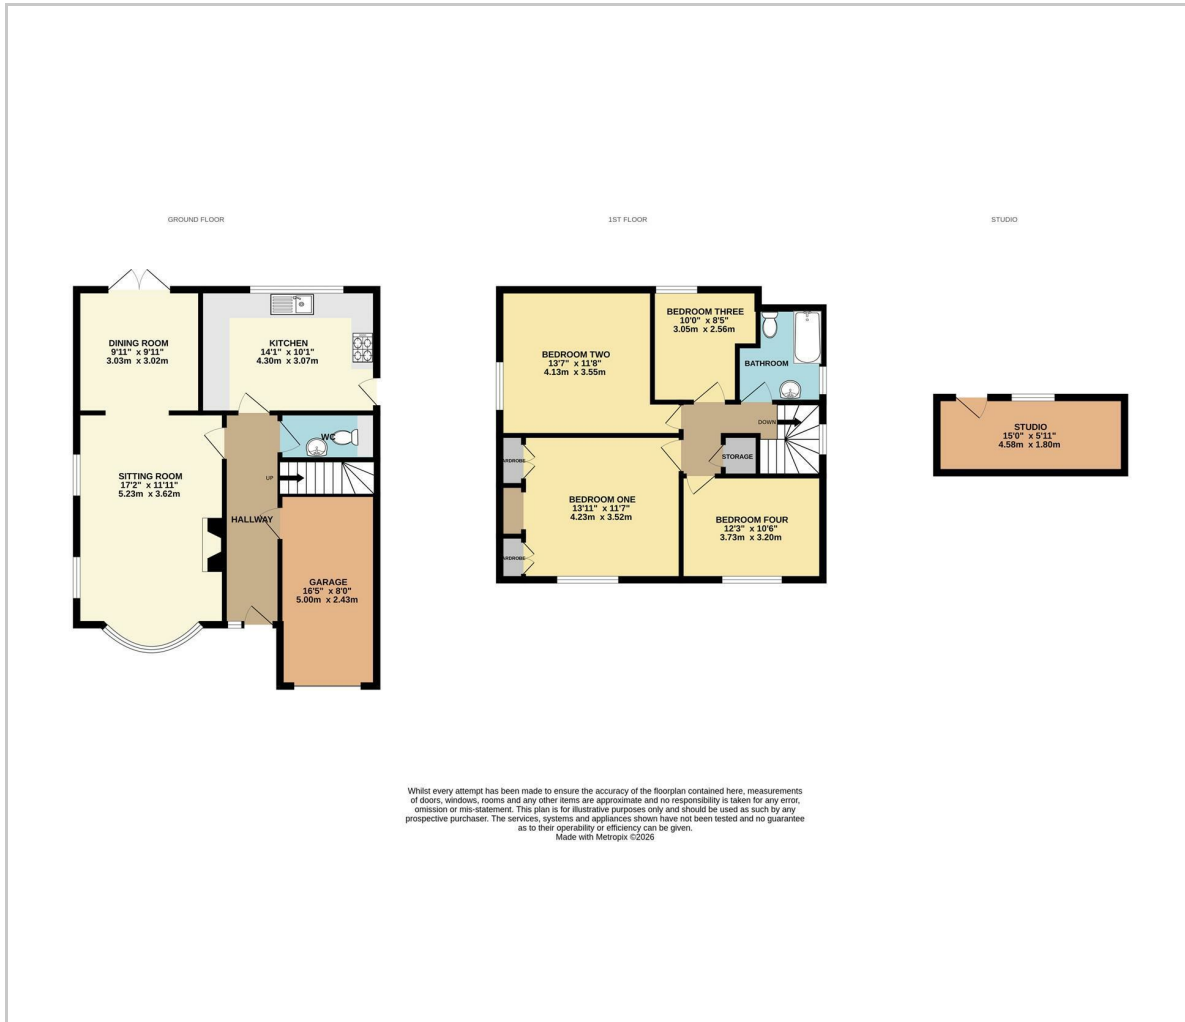 GROUND FLOOR
DINING ROOM
9'11" x 9'11"
3.03m x 3.02m
KITCHEN
14'1" x 10'1"
4.30m x 3.07m
WC
SITTING ROOM
17'2" x 11'11"
5.23m x 3.62m
UP
HALLWAY
GARAGE
16'5" x 8'0"
5.00m x 2.43m
1ST FLOOR
BEDROOM THREE
10'0" x 8'5"
3.05m x 2.56m
BEDROOM TWO
13'7" x 11'8"
4.13m x 3.55m
BATHROOM
DOWN
STORAGE
ARDROBE
BEDROOM ONE
13'11" x 11'7"
4.23m x 3.52m
BEDROOM FOUR
12'3" x 10'6"
3.73m x 3.20m
ARDROBE
STUDIO
STUDIO
15'0" x 5'11"
4.58m x 1.80m
Whilst every attempt has been made to ensure the accuracy of the floorplan contained here, measurements
of doors, windows, rooms and any other items are approximate and no responsibility is taken for any error,
omission or mis-statement. This plan is for illustrative purposes only and should be used as such by any
prospective purchaser. The services, systems and appliances shown have not been tested and no guarantee
as to their operability or efficiency can be given.
Made with Metropix ©2026